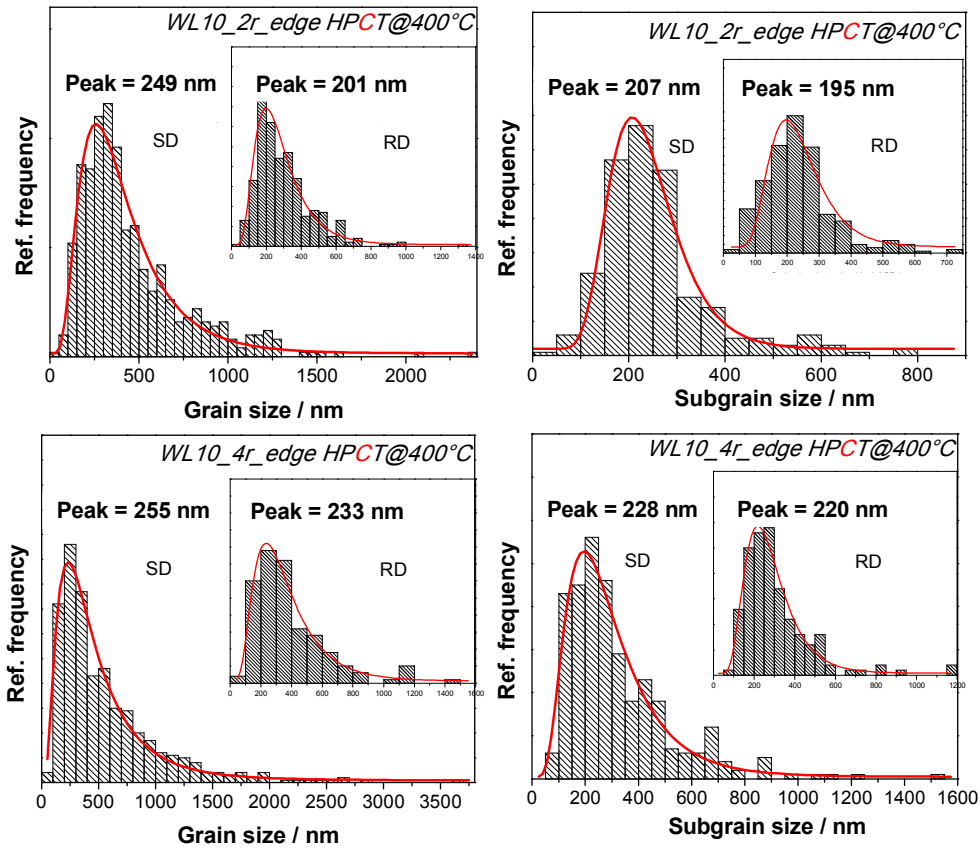 WL10_2r_edge HPCT@400°C
Peak = 249 nm
SD
Peak = 201 nm
RD
0 200 400 600 800 1000 1200 1400
Ref. frequency
0 500 1000 1500 2000
Grain size / nm
WL10_2r_edge HPCT@400°C
Peak = 207 nm
SD
Peak = 195 nm
RD
0 100 200 300 400 500 600 700
Ref. frequency
0 200 400 600 800
Subgrain size / nm
WL10_4r_edge HPCT@400°C
Peak = 255 nm
SD
Peak = 233 nm
RD
0 200 400 600 800 1000 1200 1400 1600
Ref. frequency
0 500 1000 1500 2000 2500 3000 3500
Grain size / nm
WL10_4r_edge HPCT@400°C
Peak = 228 nm
SD
Peak = 220 nm
RD
0 200 400 600 800 1000 1200
Ref. frequency
0 200 400 600 800 1000 1200 1400 1600
Subgrain size / nm